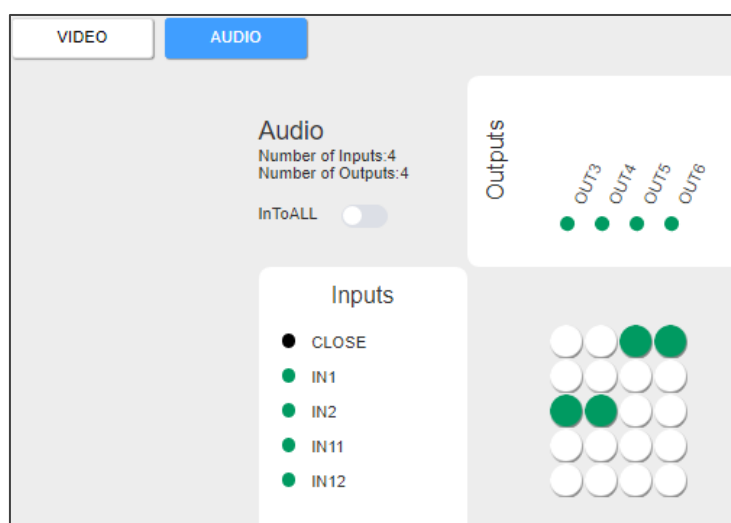 VIDEO
AUDIO
Audio
Number of Inputs:4
Number of Outputs:4
InToALL
Outputs
OUT3
OUT4
OUT5
OUT6
Inputs
CLOSE
IN1
IN2
IN11
IN12